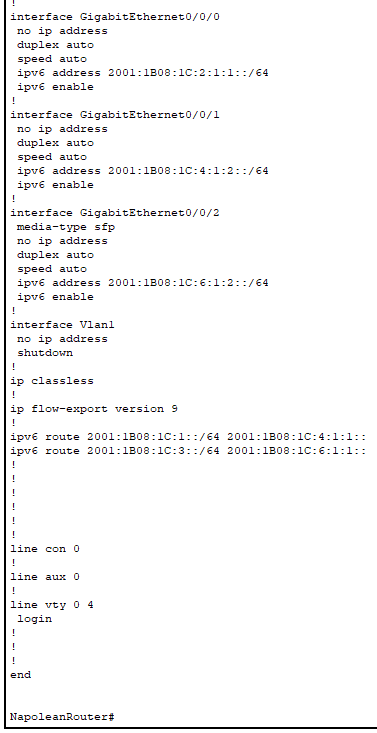 !
interface GigabitEthernet0/0/0
no ip address
duplex auto
speed auto
ipv6 address 2001:1B08:1C:2:1:1::/64
ipv6 enable
!
interface GigabitEthernet0/0/1
no ip address
duplex auto
speed auto
ipv6 address 2001:1B08:1C:4:1:2::/64
ipv6 enable
!
interface GigabitEthernet0/0/2
media-type sfp
no ip address
duplex auto
speed auto
ipv6 address 2001:1B08:1C:6:1:2::/64
ipv6 enable
!
interface Vlan1
no ip address
shutdown
!
ip classless
!
ip flow-export version 9
!
ipv6 route 2001:1B08:1C:1::/64 2001:1B08:1C:4:1:1::
ipv6 route 2001:1B08:1C:3::/64 2001:1B08:1C:6:1:1::
!
!
!
!
!
!
line con 0
!
line aux 0
!
line vty 0 4
login
!
!
!
end
NapoleanRouter#